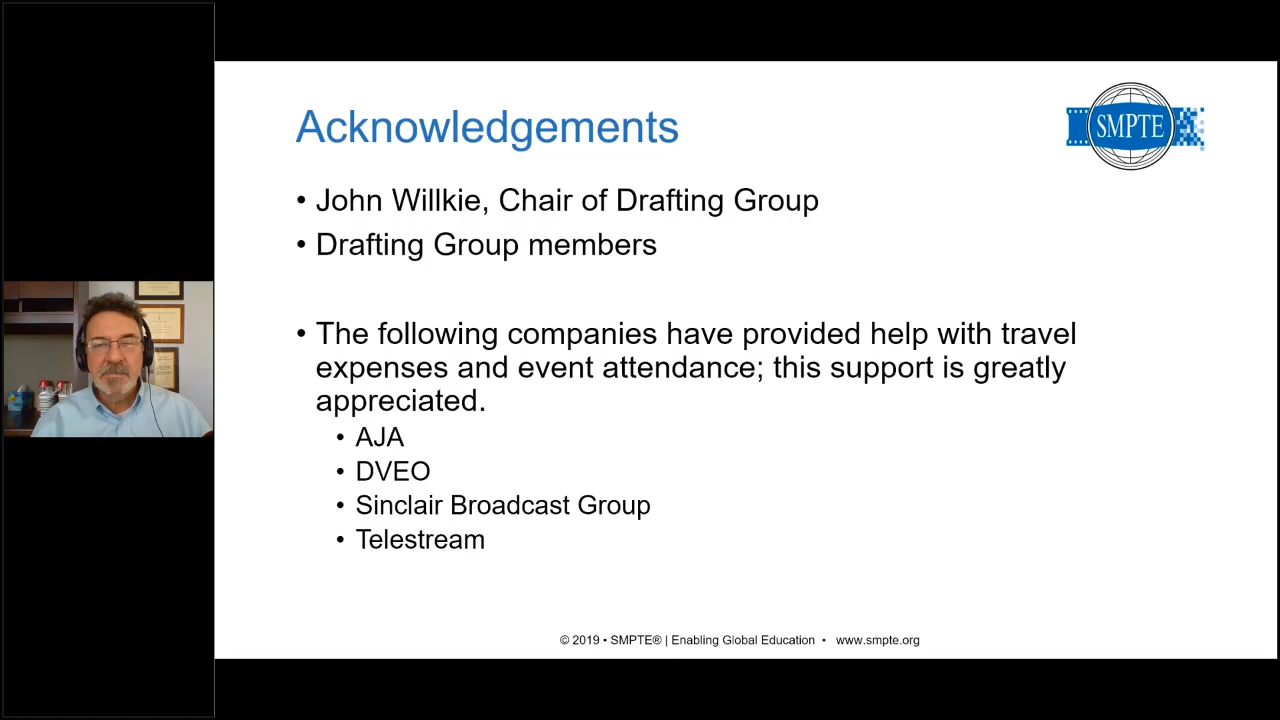 Acknowledgements
SMPTE
• John Willkie, Chair of Drafting Group
• Drafting Group members
• The following companies have provided help with travel
expenses and event attendance; this support is greatly
appreciated.
• AJA
• DVEO
• Sinclair Broadcast Group
• Telestream
© 2019 • SMPTE® | Enabling Global Education • www.smpte.org